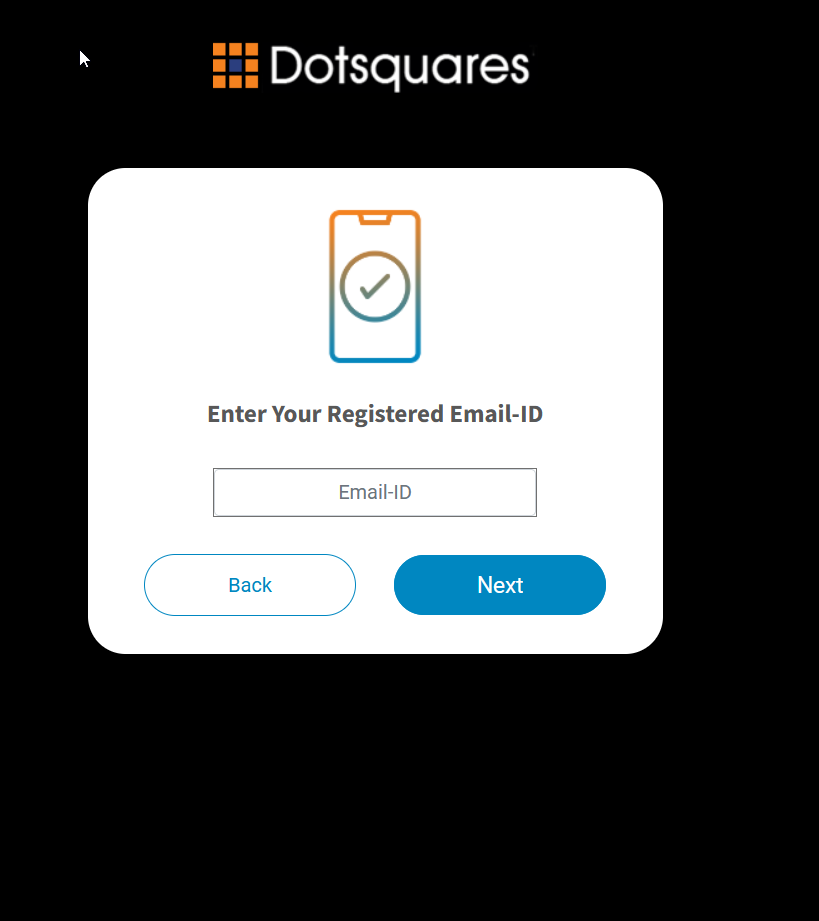 Dotsquares
Enter Your Registered Email-ID
Email-ID
Back
Next